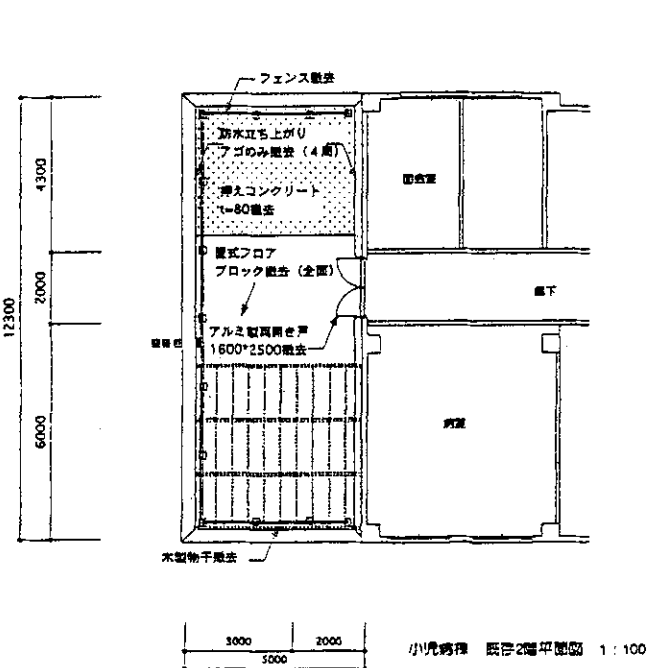 フェンス撤去
防水立ち上がり
アゴのみ撤去（4周）
押えコンクリート
t=80撤去
置式フロア
ブロック撤去（全面）
アルミ製両開き戸
1600*2500撤去
木製物干撤去
面会室
廊下
病室
4300
2000
6000
12300
3000
2000
5000
小児病棟 既存2階平面図 1:100